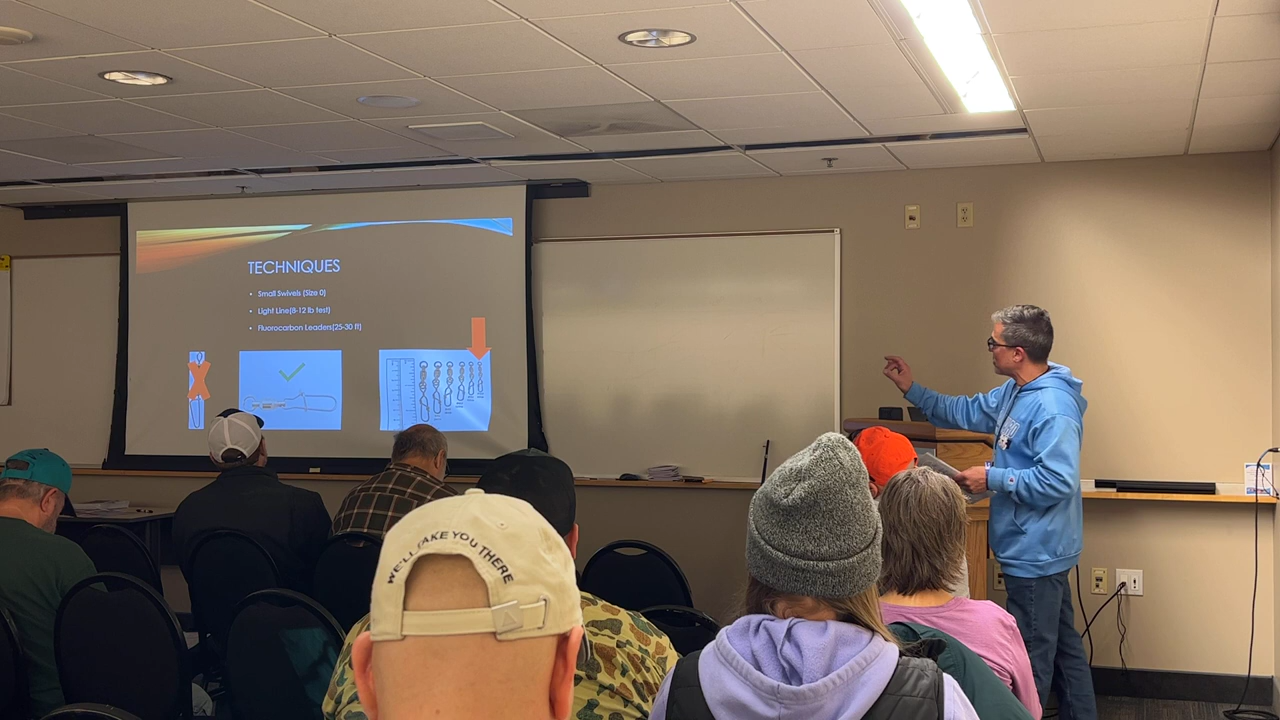 TECHNIQUES
• Small Swivels (Size 0)
• Light Line(8-12 lb test)
• Fluorocarbon Leaders(25-30 ft)
WE'LL TAKE YOU THERE